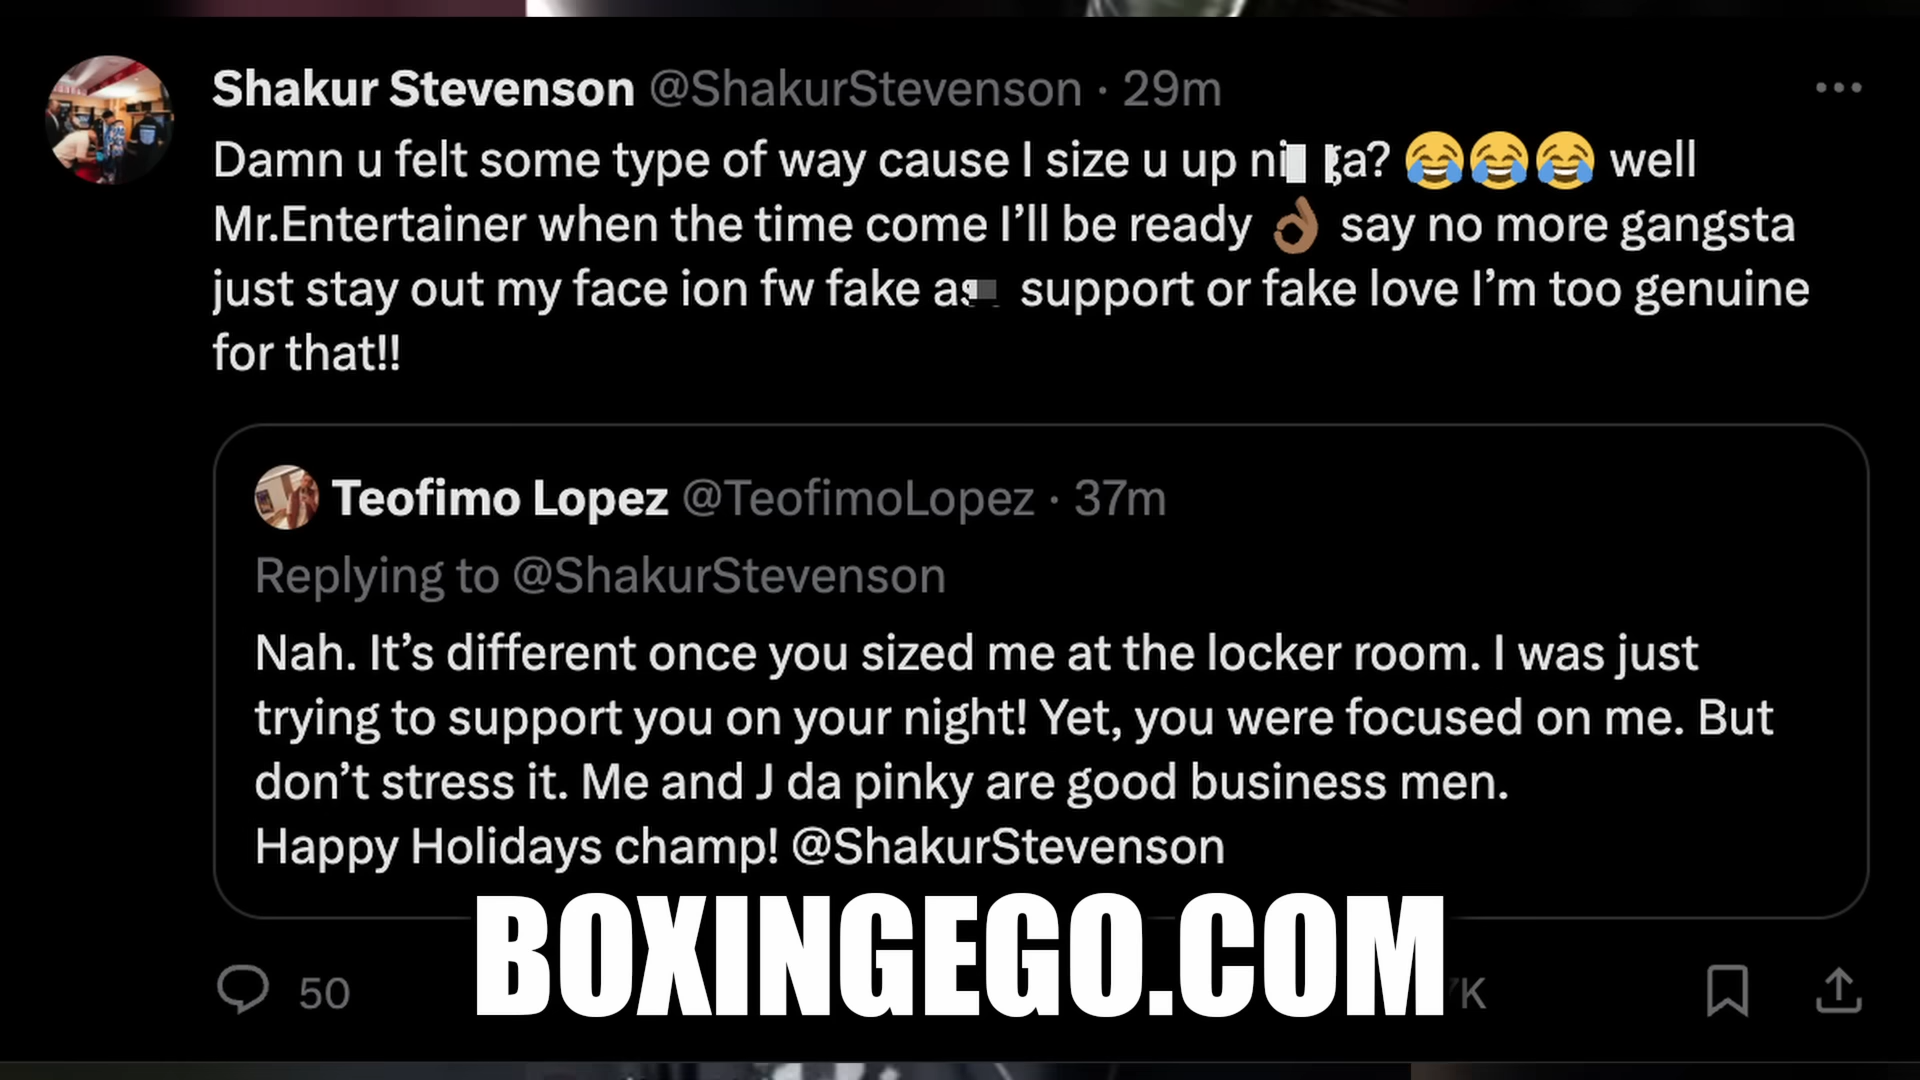 Shakur Stevenson @ShakurStevenson · 29m
Damn u felt some type of way cause I size u up ni ga? 😂😂😂 well
Mr.Entertainer when the time come I'll be ready 👌🏾 say no more gangsta
just stay out my face ion fw fake as support or fake love I'm too genuine
for that!!
Teofimo Lopez @TeofimoLopez · 37m
Replying to @ShakurStevenson
Nah. It's different once you sized me at the locker room. I was just
trying to support you on your night! Yet, you were focused on me. But
don't stress it. Me and J da pinky are good business men.
Happy Holidays champ! @ShakurStevenson
BOXINGEGO.COM
50